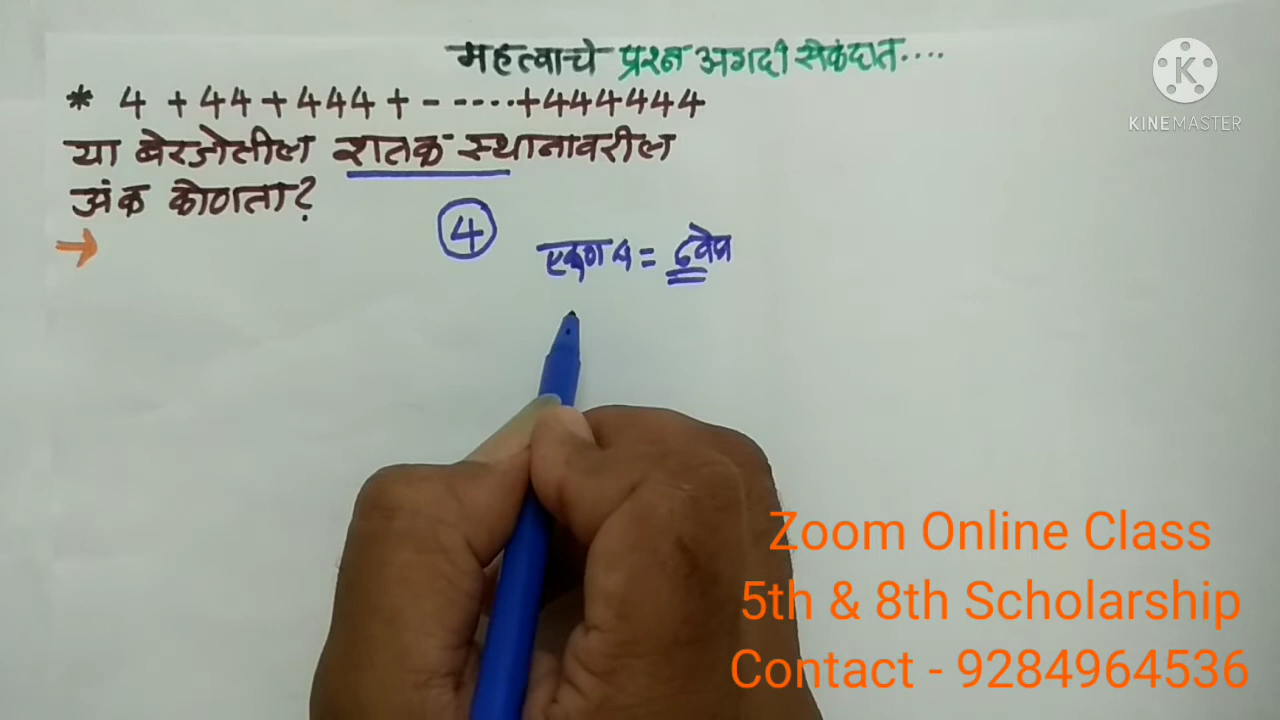 महत्वाचे प्रश्न अगदी सेकंदात....
* 4 + 44 + 444 + - - .... + 444444
या बेरजेतील शतक स्थानावरील
अंक कोणता?
→
4
एकूण 4 = ८ वेळा
K
KINEMASTER
Zoom Online Class
5th & 8th Scholarship
Contact - 9284964536